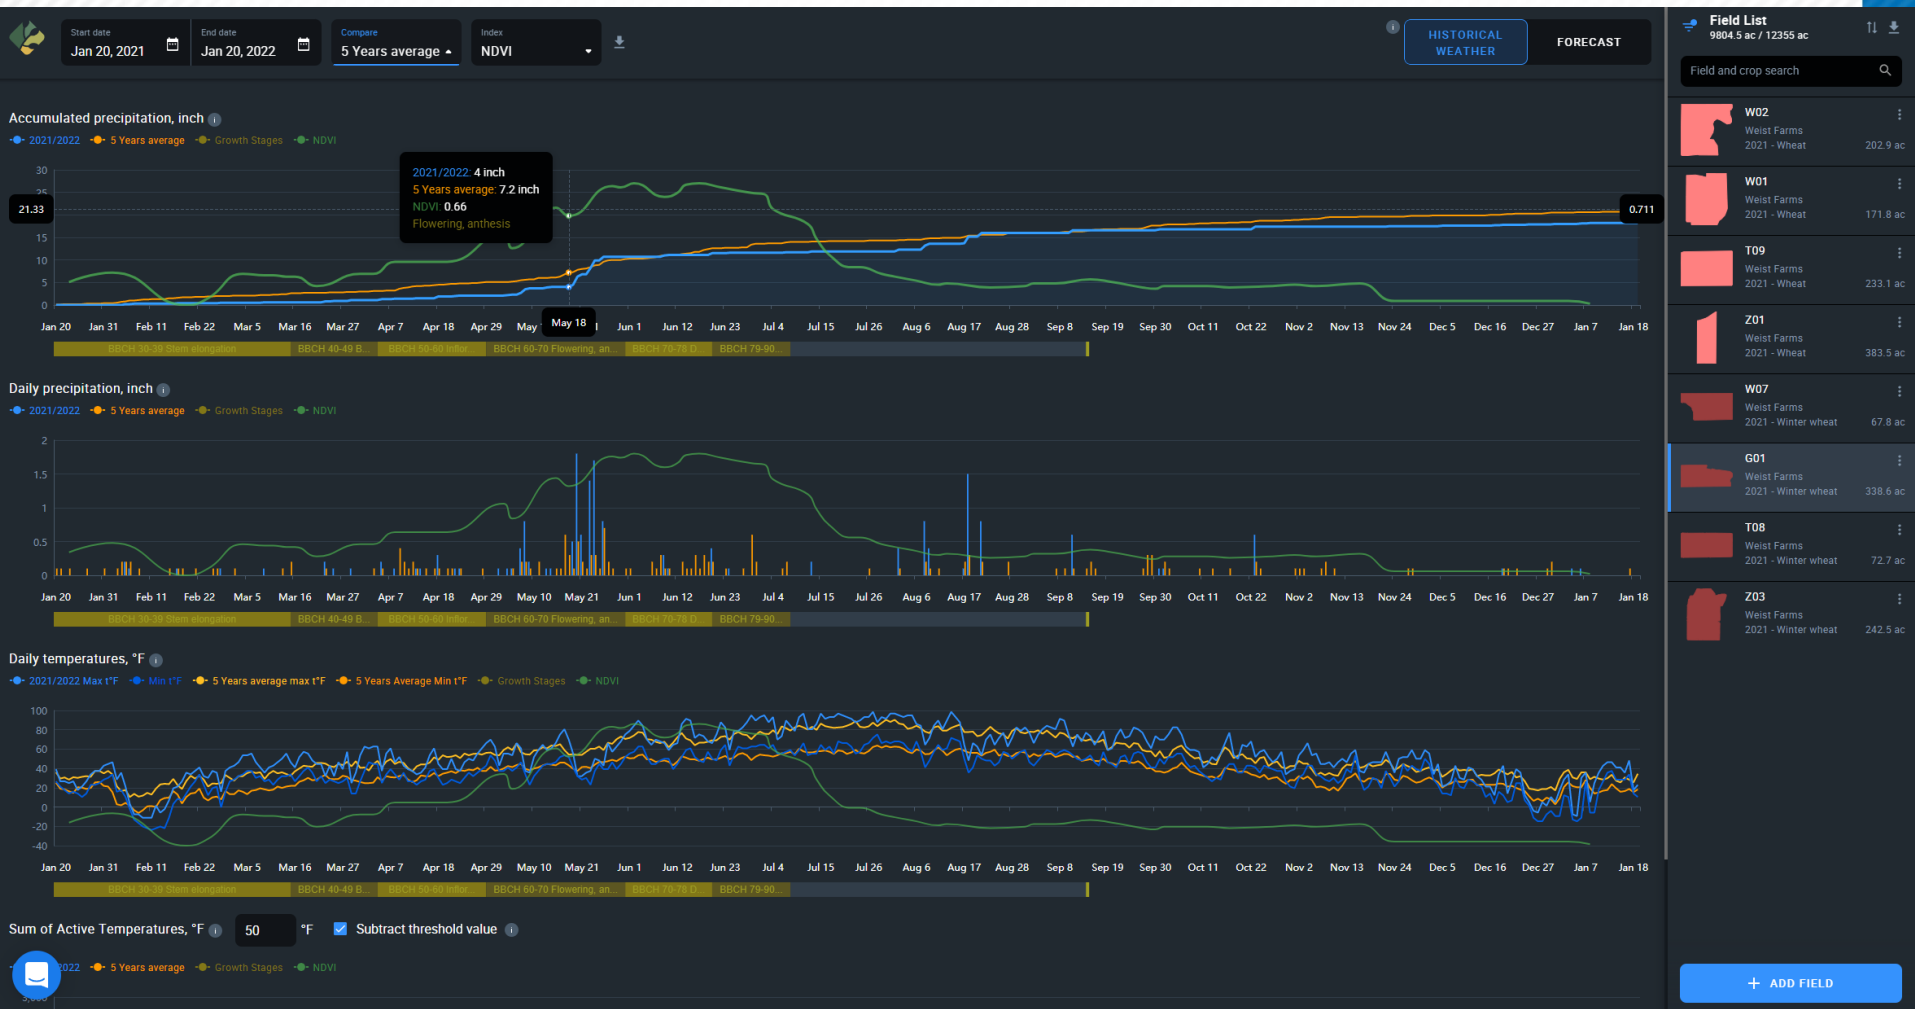 Start date
Jan 20, 2021
End date
Jan 20, 2022
Compare
5 Years average
Index
NDVI
HISTORICAL
WEATHER
FORECAST
Accumulated precipitation, inch
2021/2022 5 Years average Growth Stages NDVI
30
25
15
10
5
0
21.33
0.711
2021/2022: 4 inch
5 Years average: 7.2 inch
NDVI: 0.66
Flowering, anthesis
Jan 20 Jan 31 Feb 11 Feb 22 Mar 5 Mar 16 Mar 27 Apr 7 Apr 18 Apr 29 May May 18 Jun 1 Jun 12 Jun 23 Jul 4 Jul 15 Jul 26 Aug 6 Aug 17 Aug 28 Sep 8 Sep 19 Sep 30 Oct 11 Oct 22 Nov 2 Nov 13 Nov 24 Dec 5 Dec 16 Dec 27 Jan 7 Jan 18
BBCH 30-39 Stem elongation BBCH 40-49 B... BBCH 50-60 Inflor... BBCH 60-70 Flowering, an... BBCH 70-78 D... BBCH 79-90...
Daily precipitation, inch
2021/2022 5 Years average Growth Stages NDVI
2
1.5
1
0.5
0
Jan 20 Jan 31 Feb 11 Feb 22 Mar 5 Mar 16 Mar 27 Apr 7 Apr 18 Apr 29 May 10 May 21 Jun 1 Jun 12 Jun 23 Jul 4 Jul 15 Jul 26 Aug 6 Aug 17 Aug 28 Sep 8 Sep 19 Sep 30 Oct 11 Oct 22 Nov 2 Nov 13 Nov 24 Dec 5 Dec 16 Dec 27 Jan 7 Jan 18
BBCH 30-39 Stem elongation BBCH 40-49 B... BBCH 50-60 Inflor... BBCH 60-70 Flowering, an... BBCH 70-78 D... BBCH 79-90...
Daily temperatures, °F
2021/2022 Max t°F Min t°F 5 Years average max t°F 5 Years Average Min t°F Growth Stages NDVI
100
80
60
40
20
0
-20
-40
Jan 20 Jan 31 Feb 11 Feb 22 Mar 5 Mar 16 Mar 27 Apr 7 Apr 18 Apr 29 May 10 May 21 Jun 1 Jun 12 Jun 23 Jul 4 Jul 15 Jul 26 Aug 6 Aug 17 Aug 28 Sep 8 Sep 19 Sep 30 Oct 11 Oct 22 Nov 2 Nov 13 Nov 24 Dec 5 Dec 16 Dec 27 Jan 7 Jan 18
BBCH 30-39 Stem elongation BBCH 40-49 B... BBCH 50-60 Inflor... BBCH 60-70 Flowering, an... BBCH 70-78 D... BBCH 79-90...
Sum of Active Temperatures, °F 50 °F Subtract threshold value
2022 5 Years average Growth Stages NDVI
Field List
9804.5 ac / 12355 ac
Field and crop search
W02
Weist Farms
2021 - Wheat 202.9 ac
W01
Weist Farms
2021 - Wheat 171.8 ac
T09
Weist Farms
2021 - Wheat 233.1 ac
Z01
Weist Farms
2021 - Wheat 383.5 ac
W07
Weist Farms
2021 - Winter wheat 67.8 ac
G01
Weist Farms
2021 - Winter wheat 338.6 ac
T08
Weist Farms
2021 - Winter wheat 72.7 ac
Z03
Weist Farms
2021 - Winter wheat 242.5 ac
+ ADD FIELD